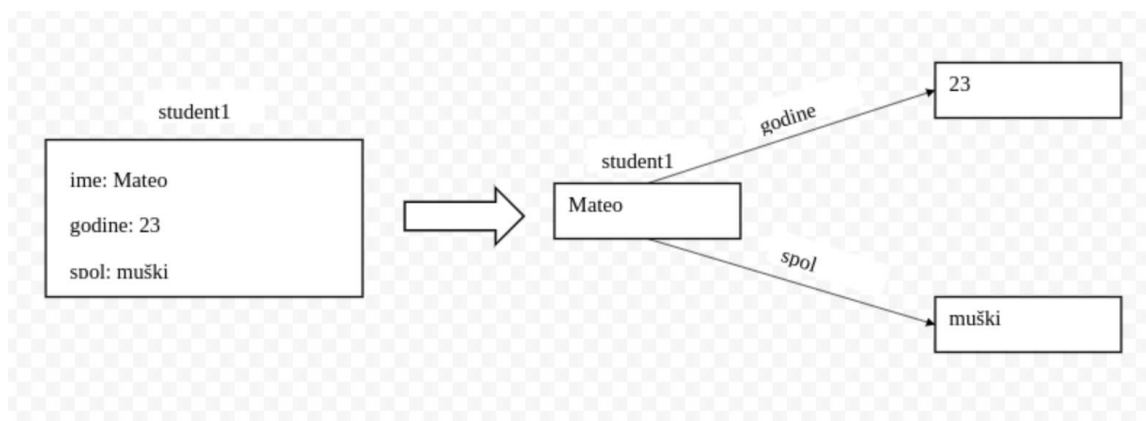 student1
ime: Mateo
godine: 23
spol: muški
student1
Mateo
godine
23
spol
muški